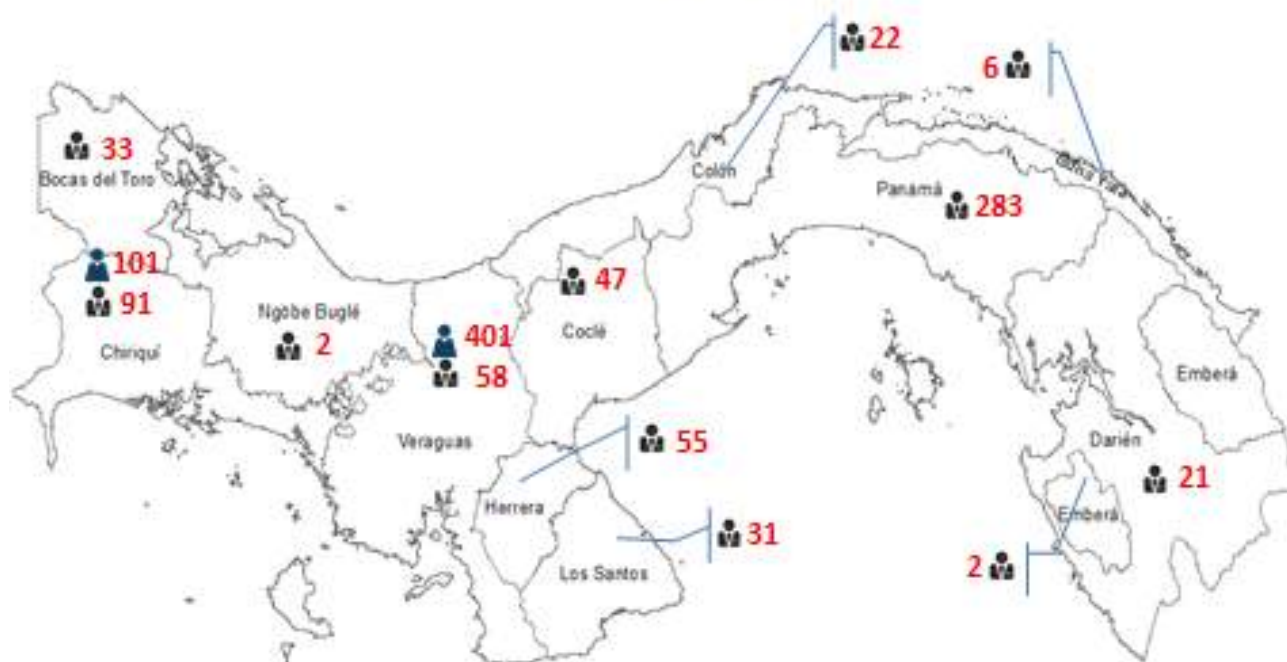 22
6
33
Bocas del Toro
Colón
Panamá
283
101
91
Chiriquí
Ngöbe Buglé
2
401
58
47
Coclé
Veraguas
Emberá
Darién
55
Herrera
21
Emberá
31
Los Santos
2